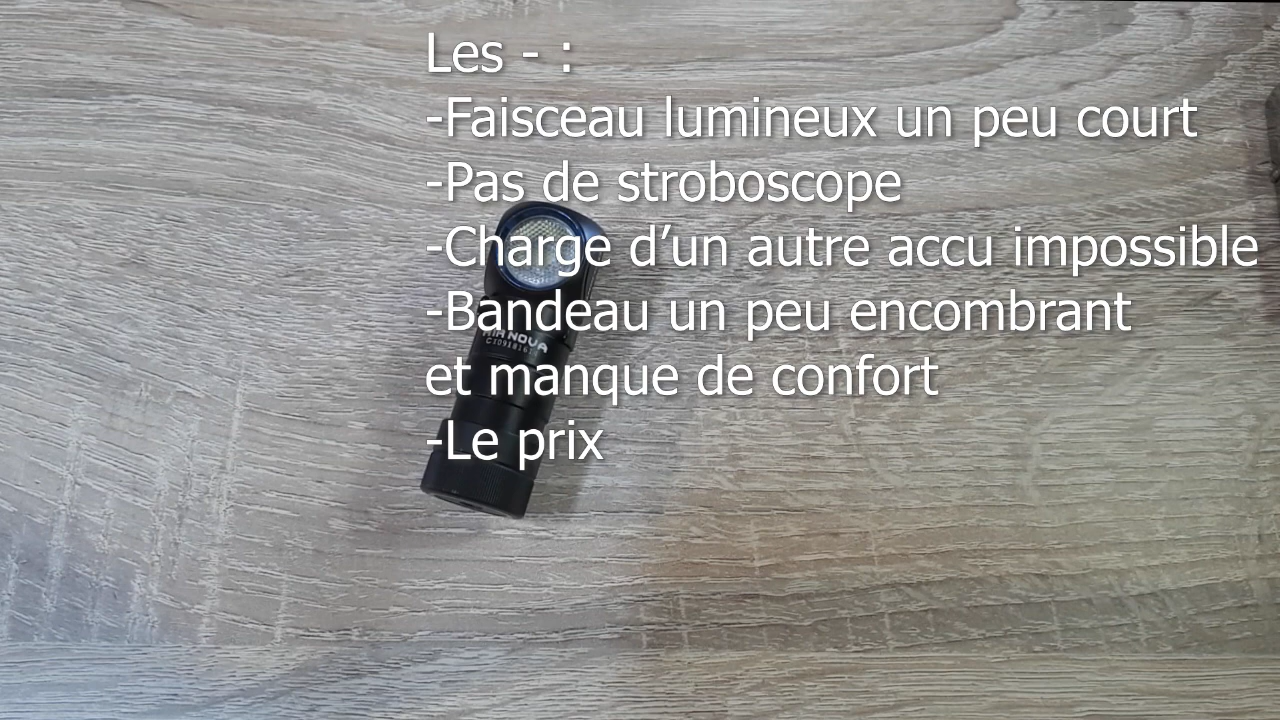 Les - :
-Faisceau lumineux un peu court
-Pas de stroboscope
-Charge d’un autre accu impossible
-Bandeau un peu encombrant
NOVA
et manque de confort
-Le prix